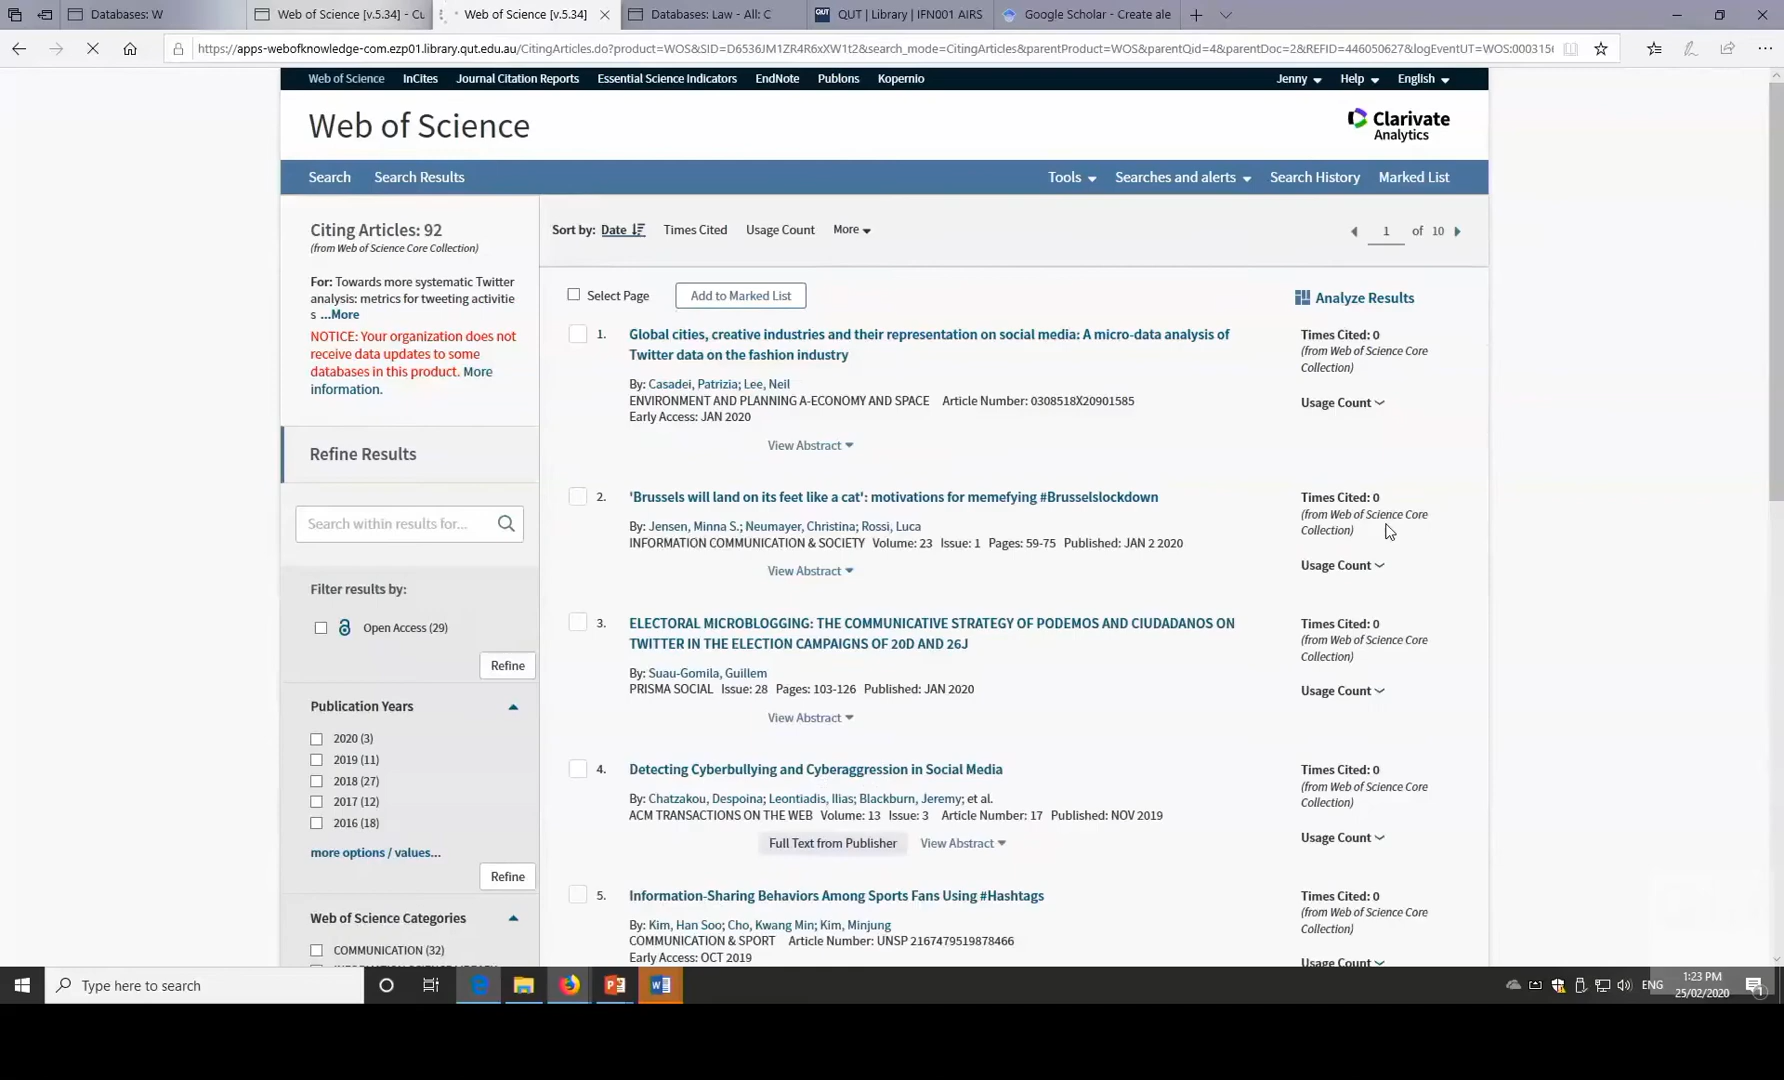 Databases: W
Web of Science [v.5.34] - Cu
Web of Science [v.5.34]
Databases: Law - All: C
QUT | Library | IFN001 AIRS
Google Scholar - Create ale
https://apps-webofknowledge-com.ezp01.library.qut.edu.au/CitingArticles.do?product=WOS&SID=D6536JM1ZR4R6xXW1t2&search_mode=CitingArticles&parentProduct=WOS&parentQid=4&parentDoc=2&REFID=446050627&logEventUT=WOS:000315
Web of Science InCites Journal Citation Reports Essential Science Indicators EndNote Publons Kopernio
Jenny Help English
Web of Science
Clarivate
Analytics
Search Search Results
Tools Searches and alerts Search History Marked List
Citing Articles: 92
(from Web of Science Core Collection)
For: Towards more systematic Twitter
analysis: metrics for tweeting activitie
s ...More
NOTICE: Your organization does not
receive data updates to some
databases in this product. More
information.
Refine Results
Search within results for...
Filter results by:
Open Access (29)
Refine
Publication Years
2020 (3)
2019 (11)
2018 (27)
2017 (12)
2016 (18)
more options / values...
Refine
Web of Science Categories
COMMUNICATION (32)
Sort by: Date Times Cited Usage Count More
1 of 10
Select Page Add to Marked List
Analyze Results
1. Global cities, creative industries and their representation on social media: A micro-data analysis of
Twitter data on the fashion industry
By: Casadei, Patrizia; Lee, Neil
ENVIRONMENT AND PLANNING A-ECONOMY AND SPACE Article Number: 0308518X20901585
Early Access: JAN 2020
View Abstract
Times Cited: 0
(from Web of Science Core
Collection)
Usage Count
2. 'Brussels will land on its feet like a cat': motivations for memefying #Brusselslockdown
By: Jensen, Minna S.; Neumayer, Christina; Rossi, Luca
INFORMATION COMMUNICATION & SOCIETY Volume: 23 Issue: 1 Pages: 59-75 Published: JAN 2 2020
View Abstract
Times Cited: 0
(from Web of Science Core
Collection)
Usage Count
3. ELECTORAL MICROBLOGGING: THE COMMUNICATIVE STRATEGY OF PODEMOS AND CIUDADANOS ON
TWITTER IN THE ELECTION CAMPAIGNS OF 20D AND 26J
By: Suau-Gomila, Guillem
PRISMA SOCIAL Issue: 28 Pages: 103-126 Published: JAN 2020
View Abstract
Times Cited: 0
(from Web of Science Core
Collection)
Usage Count
4. Detecting Cyberbullying and Cyberaggression in Social Media
By: Chatzakou, Despoina; Leontiadis, Ilias; Blackburn, Jeremy; et al.
ACM TRANSACTIONS ON THE WEB Volume: 13 Issue: 3 Article Number: 17 Published: NOV 2019
Full Text from Publisher View Abstract
Times Cited: 0
(from Web of Science Core
Collection)
Usage Count
5. Information-Sharing Behaviors Among Sports Fans Using #Hashtags
By: Kim, Han Soo; Cho, Kwang Min; Kim, Minjung
COMMUNICATION & SPORT Article Number: UNSP 2167479519878466
Early Access: OCT 2019
Times Cited: 0
(from Web of Science Core
Collection)
Usage Count
Type here to search
ENG
1:23 PM
25/02/2020